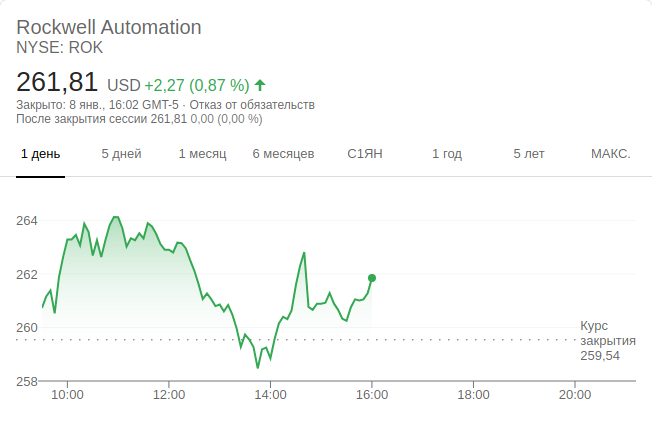 Rockwell Automation
NYSE: ROK
261,81 USD +2,27 (0,87 %)
Закрыто: 8 янв., 16:02 GMT-5 · Отказ от обязательств
После закрытия сессии 261,81 0,00 (0,00 %)
1 день 5 дней 1 месяц 6 месяцев С1ЯН 1 год 5 лет МАКС.
264
262
260
Курс
закрытия
259,54
258
10:00 12:00 14:00 16:00 18:00 20:00